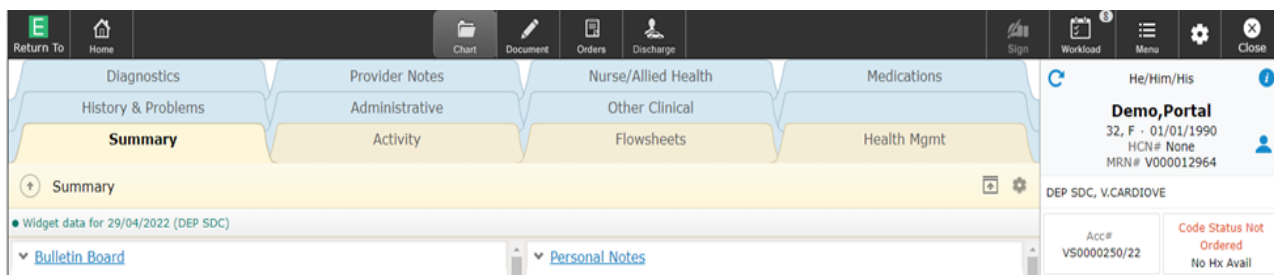 E
Return To
Home
Chart
Document
Orders
Discharge
Sign
8
Workload
Menu
Close
Diagnostics
Provider Notes
Nurse/Allied Health
Medications
History & Problems
Administrative
Other Clinical
Summary
Activity
Flowsheets
Health Mgmt
Summary
Widget data for 29/04/2022 (DEP SDC)
Bulletin Board
Personal Notes
He/Him/His
i
Demo,Portal
32, F · 01/01/1990
HCN# None
MRN# V000012964
DEP SDC, V.CARDIOVE
Acc#
VS0000250/22
Code Status Not
Ordered
No Hx Avail